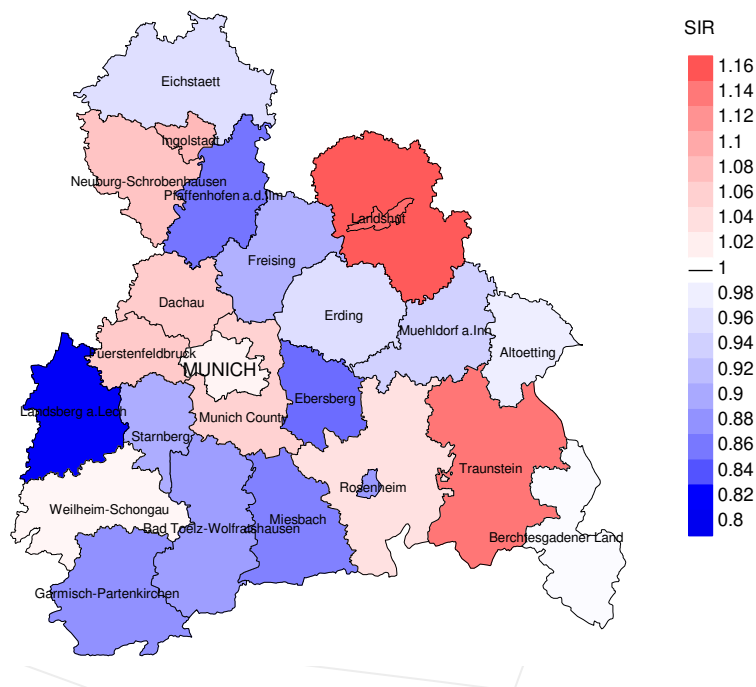 SIR
1.16
1.14
1.12
1.1
1.08
1.06
1.04
1.02
1
0.98
0.96
0.94
0.92
0.9
0.88
0.86
0.84
0.82
0.8
Eichstaett
Ingolstadt
Neuburg-Schrobenhausen
Pfaffenhofen a.d.Ilm
Landshut
Freising
Dachau
Erding
Muehldorf a.Inn
Altoetting
Fuerstenfeldbruck
MUNICH
Ebersberg
Landsberg a.Lech
Munich County
Starnberg
Traunstein
Rosenheim
Weilheim-Schongau
Miesbach
Bad Toelz-Wolfratshausen
Berchtesgadener Land
Garmisch-Partenkirchen